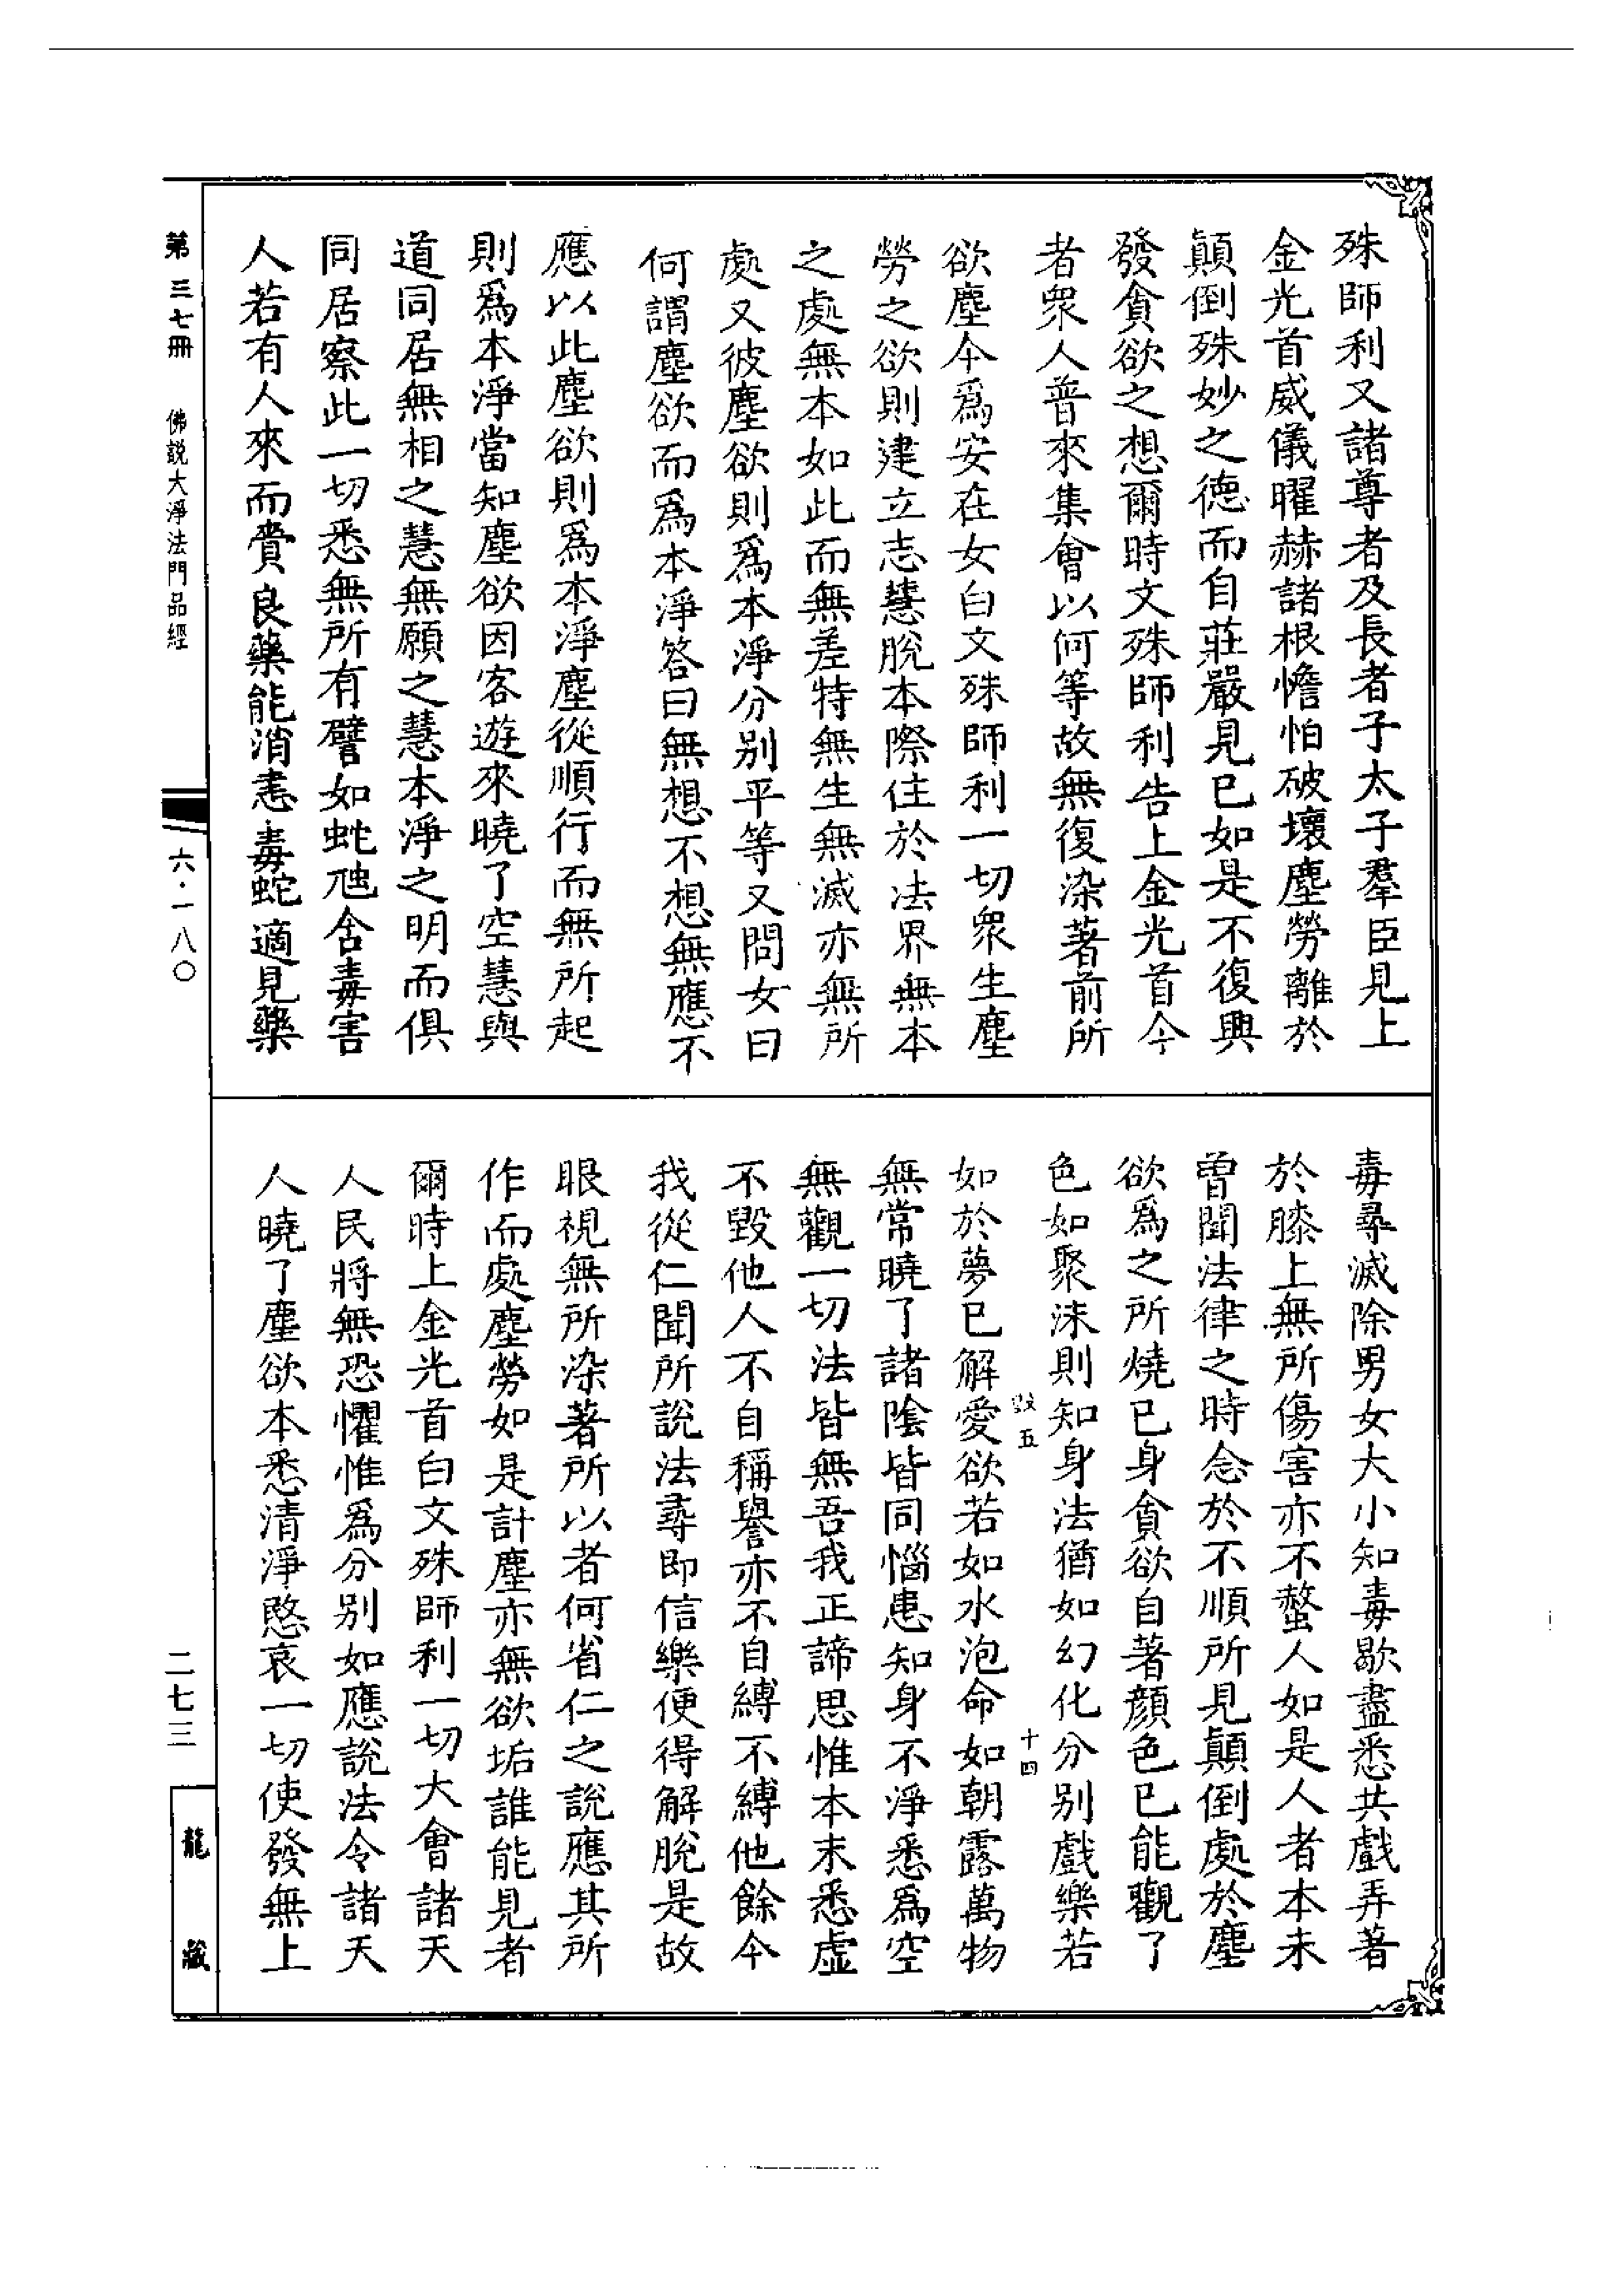 殊師利又諸尊者及長者子太子羣臣見上
金光首威儀曜赫諸根憺怕破壞塵勞離於
顛倒殊妙之德而自莊嚴見已如是不復興
發貪欲之想爾時文殊師利告上金光首今
者衆人普來集會以何等故無復染著前所
欲塵今爲安在女白文殊師利一切衆生塵
勞之欲則建立志慧脫本際住於法界無本
之處無本如此而無差特無生無滅亦無所
處又彼塵欲則爲本淨分別平等又問女曰
何謂塵欲而爲本淨答曰無想不想無應不
應以此塵欲則爲本淨塵從順行而無所起
則爲本淨當知塵欲因客遊來曉了空慧與
道同居無相之慧無願之慧本淨之明而俱
同居察此一切悉無所有譬如蛇虺含毒害
人若有人來而賣良藥能消恚毒蛇適見藥
毒尋滅除男女大小知毒歇盡悉共戲弄著
於膝上無所傷害亦不螫人如是人者本未
曾聞法律之時念於不順所見顛倒處於塵
欲爲之所燒已身貪欲自著顏色已能觀了
色如聚沫則知身法猶如幻化分別戲樂若
五
十四
如於夢已解愛欲若如水泡命如朝露萬物
無常曉了諸陰皆同惱患知身不淨悉爲空
無觀一切法皆無吾我正諦思惟本末悉虛
不毀他人不自稱譽亦不自縛不縛他餘今
我從仁聞所說法尋即信樂便得解脫是故
眼視無所染著所以者何省仁之說應其所
作而處塵勞如是計塵亦無欲垢誰能見者
爾時上金光首白文殊師利一切大會諸天
人民將無恐懼惟爲分別如應說法令諸天
人曉了塵欲本悉清淨愍哀一切使發無上
第三七冊 佛說大淨法門品經
六·一八〇
二七三
龍藏